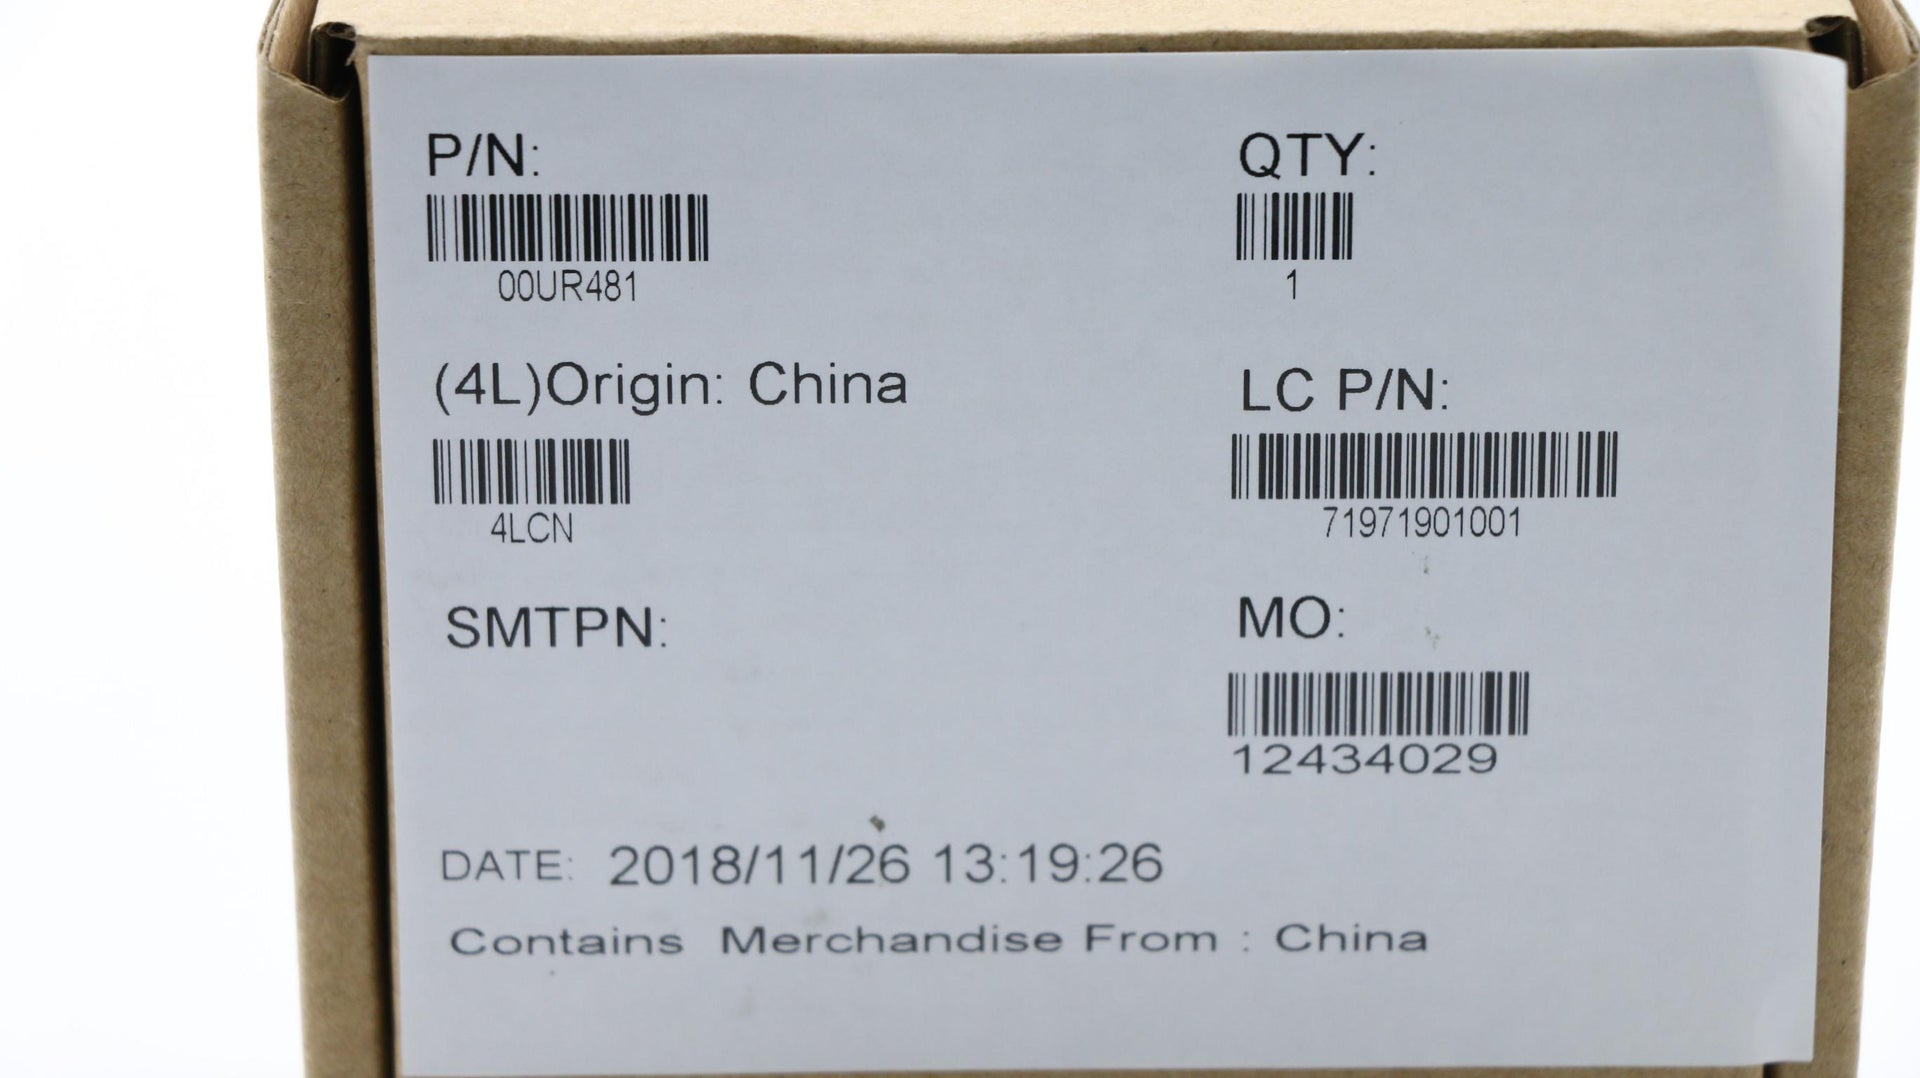 P/N:
QTY:
00UR481
1
(4L)Origin: China
LC P/N:
4LCN
71971901001
SMTPN:
MO:
12434029
DATE: 2018/11/26 13:19:26
Contains Merchandise From : China